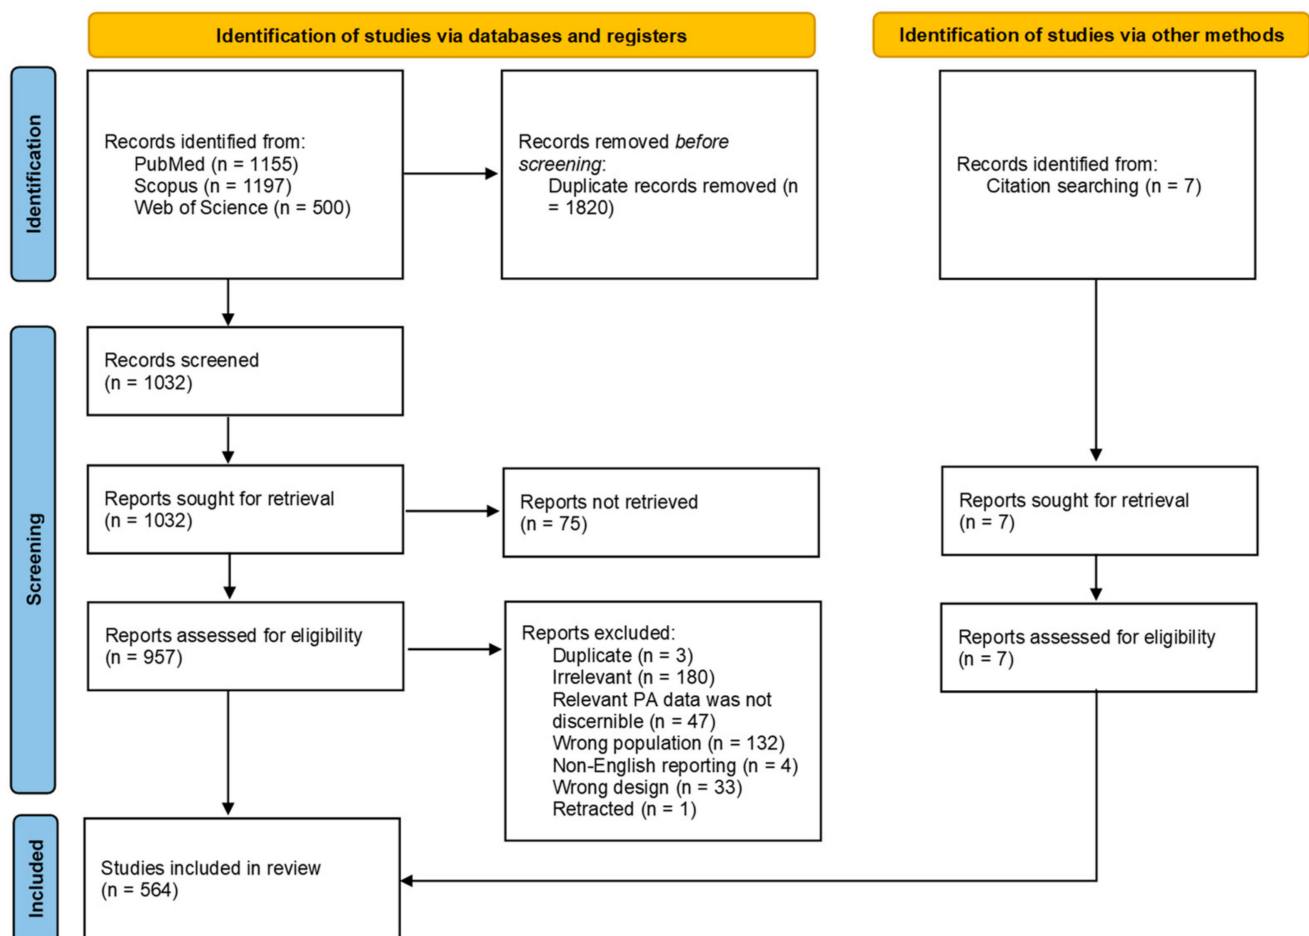 Identification of studies via databases and registers
Identification of studies via other methods
Identification
Records identified from:
PubMed (n = 1155)
Scopus (n = 1197)
Web of Science (n = 500)
Records removed before
screening:
Duplicate records removed (n
= 1820)
Records identified from:
Citation searching (n = 7)
Screening
Records screened
(n = 1032)
Reports sought for retrieval
(n = 1032)
Reports not retrieved
(n = 75)
Reports sought for retrieval
(n = 7)
Reports assessed for eligibility
(n = 957)
Reports excluded:
Duplicate (n = 3)
Irrelevant (n = 180)
Relevant PA data was not
discernible (n = 47)
Wrong population (n = 132)
Non-English reporting (n = 4)
Wrong design (n = 33)
Retracted (n = 1)
Reports assessed for eligibility
(n = 7)
Included
Studies included in review
(n = 564)